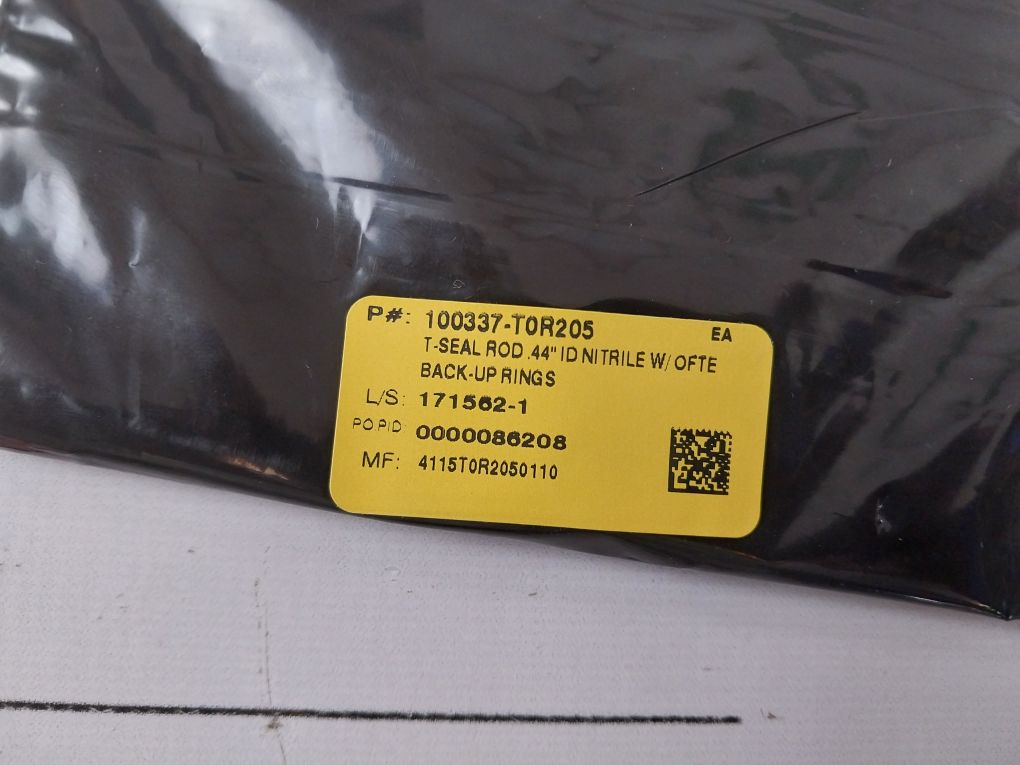 P#: 100337-T0R205 EA
T-SEAL ROD .44" ID NITRILE W/ OFTE
BACK-UP RINGS
L/S: 171562-1
PO PID: 0000086208
MF: 4115T0R2050110